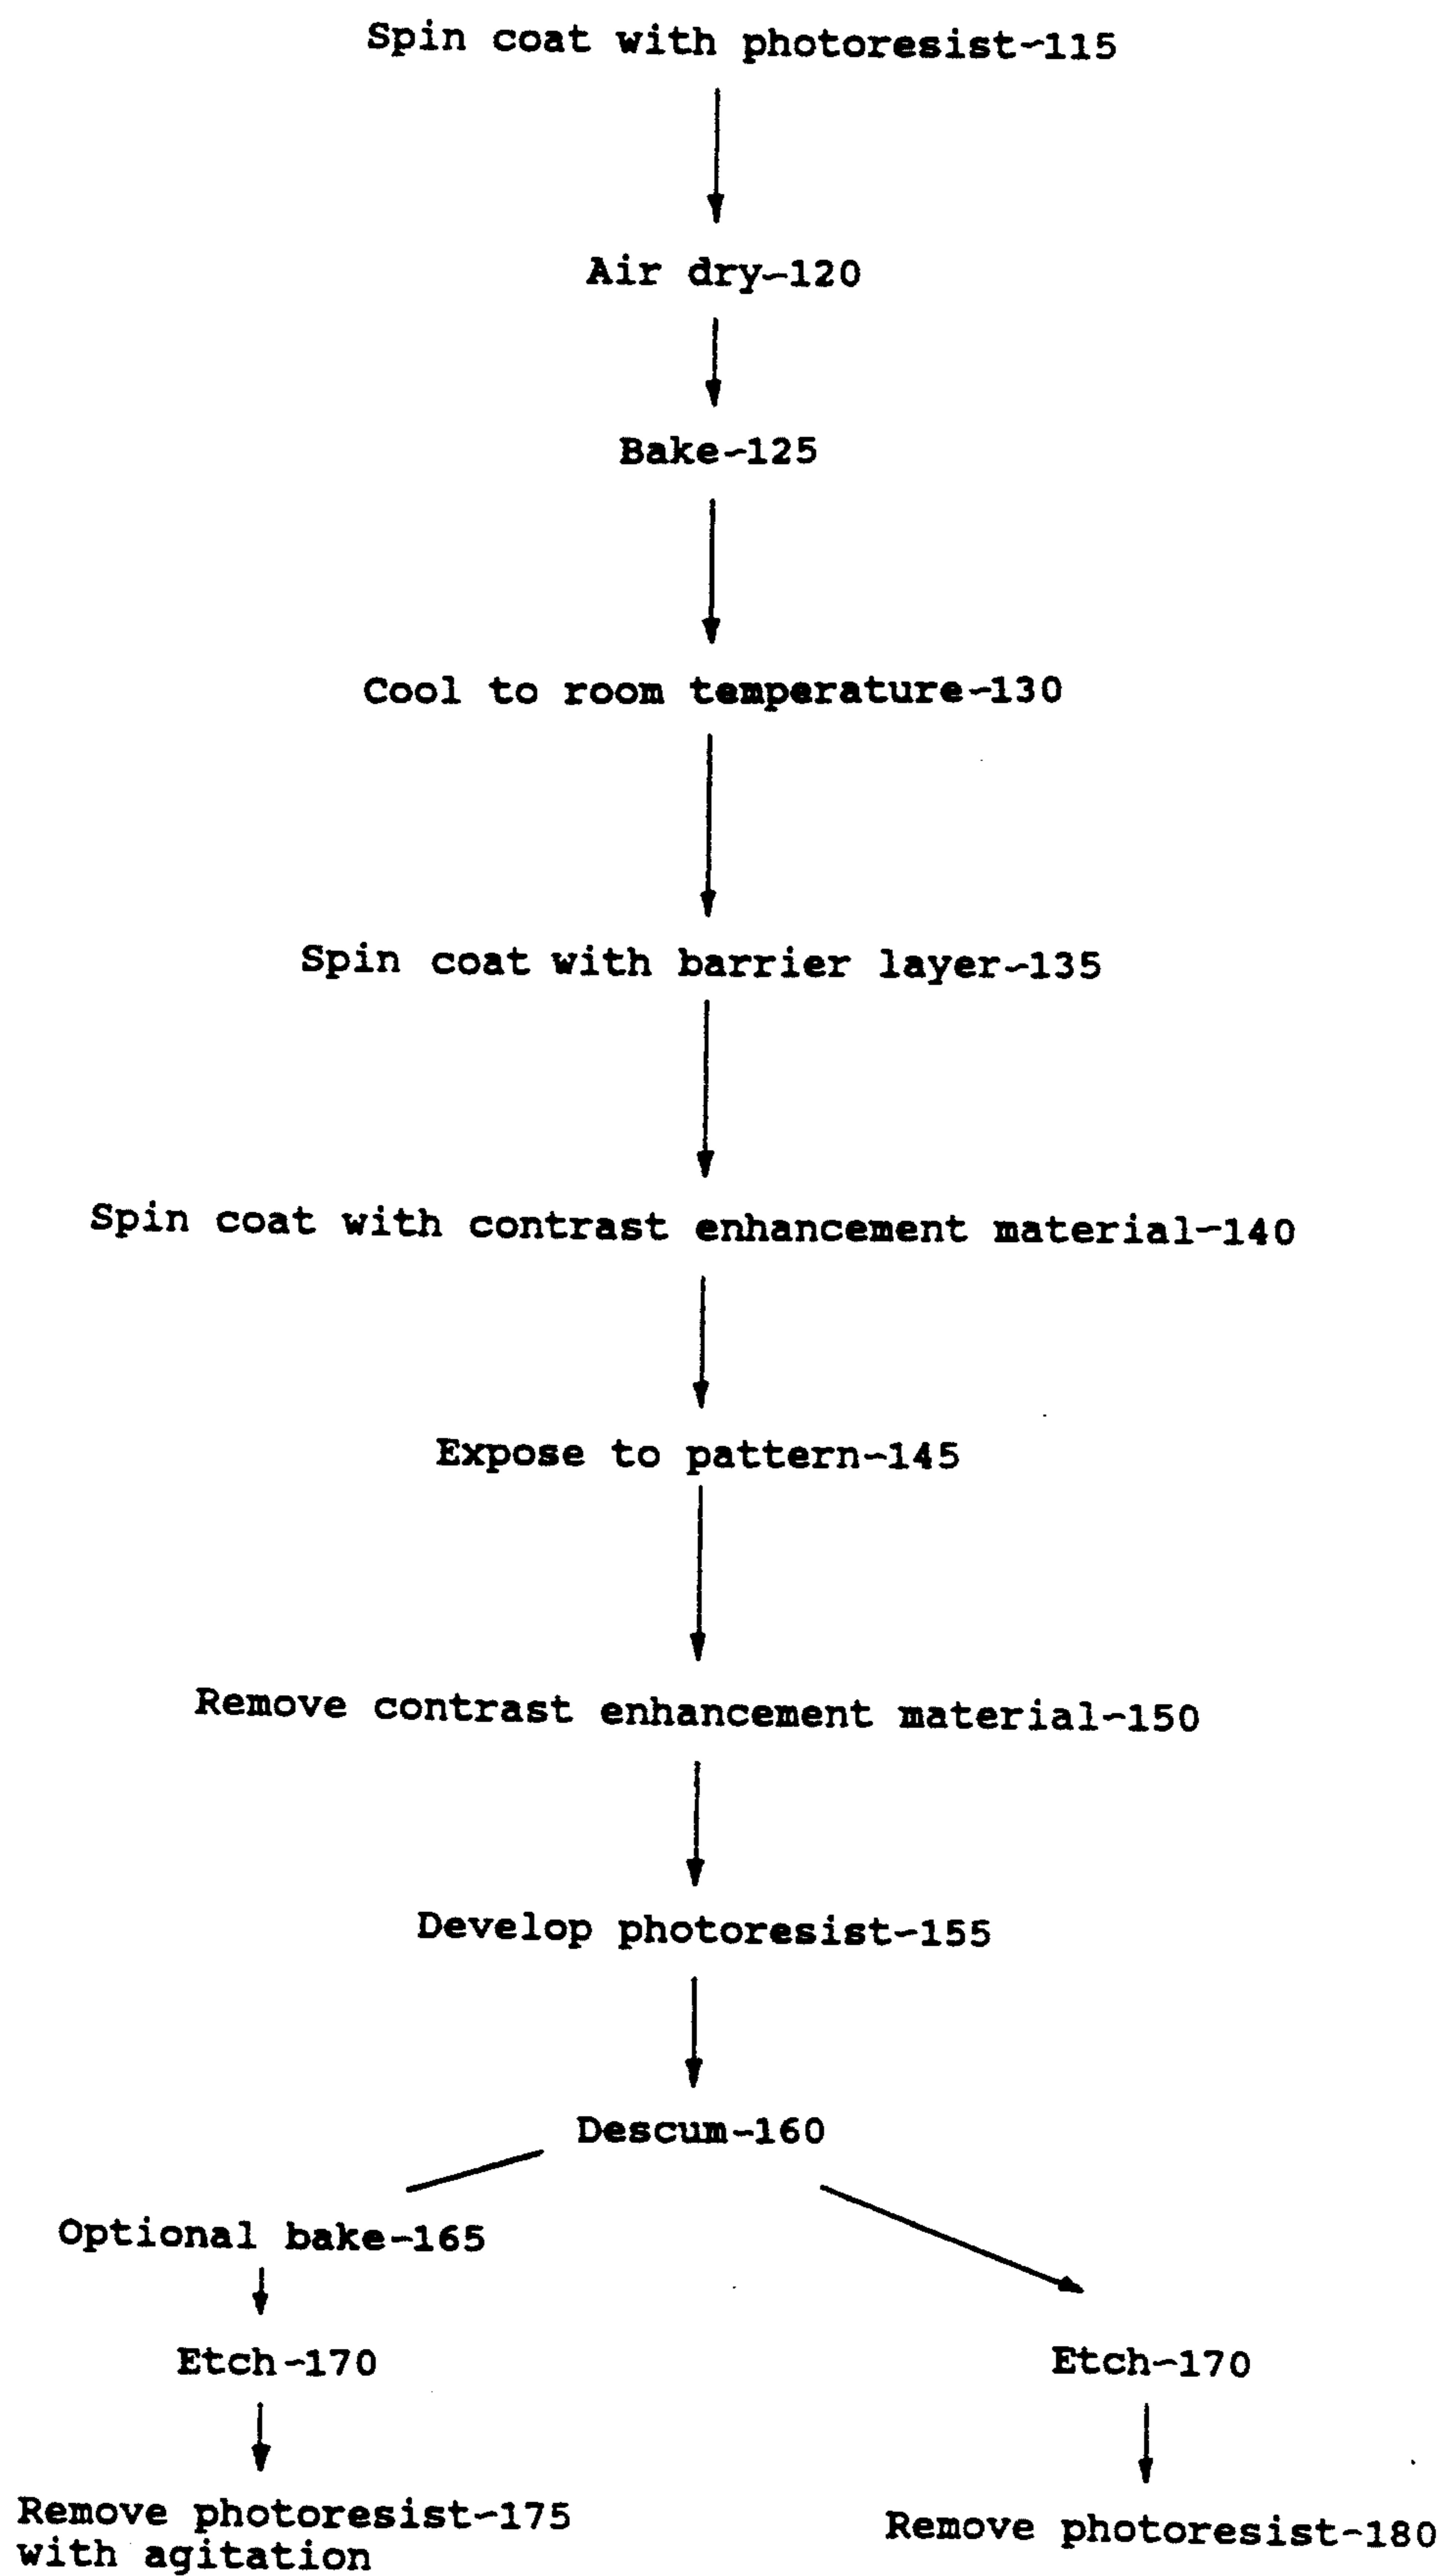 Spin coat with photoresist~115
Air dry~120
Bake~125
Cool to room temperature~130
Spin coat with barrier layer~135
Spin coat with contrast enhancement material~140
Expose to pattern~145
Remove contrast enhancement material~150
Develop photoresist~155
Descum~160
Optional bake~165
Etch~170
Etch~170
Remove photoresist~175
with agitation
Remove photoresist~180